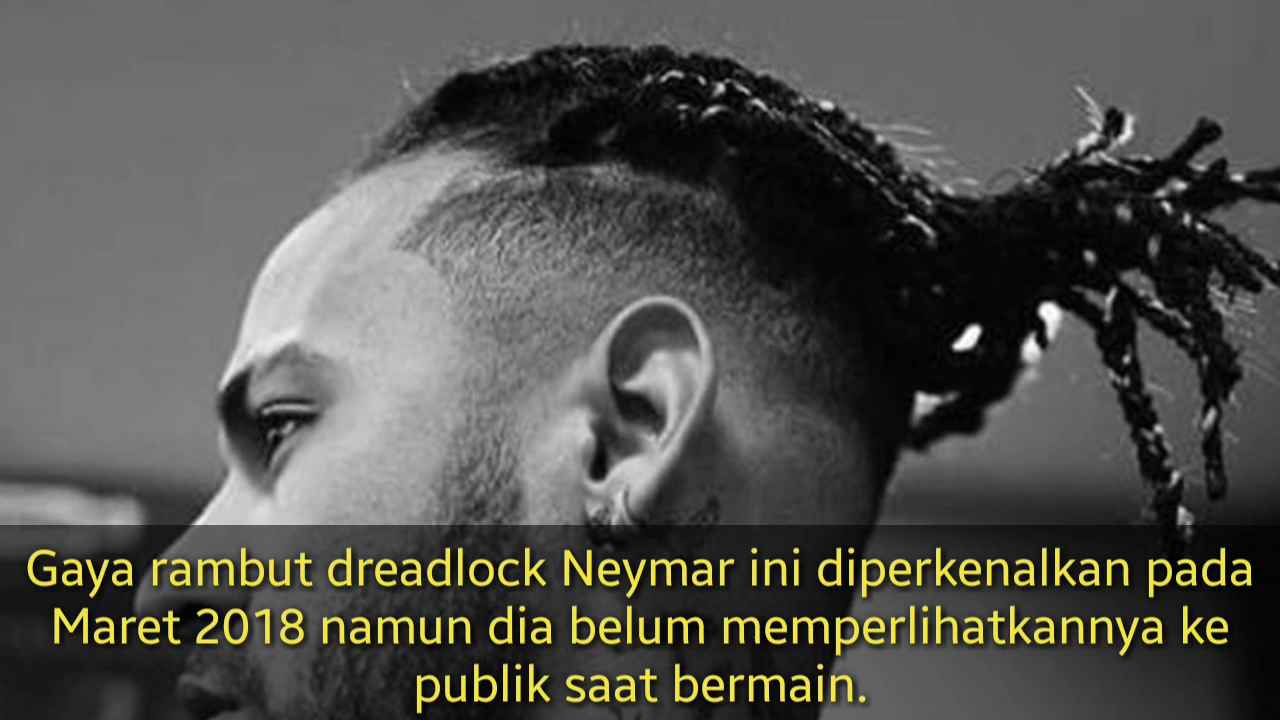 Gaya rambut dreadlock Neymar ini diperkenalkan pada
Maret 2018 namun dia belum memperlihatkannya ke
publik saat bermain.